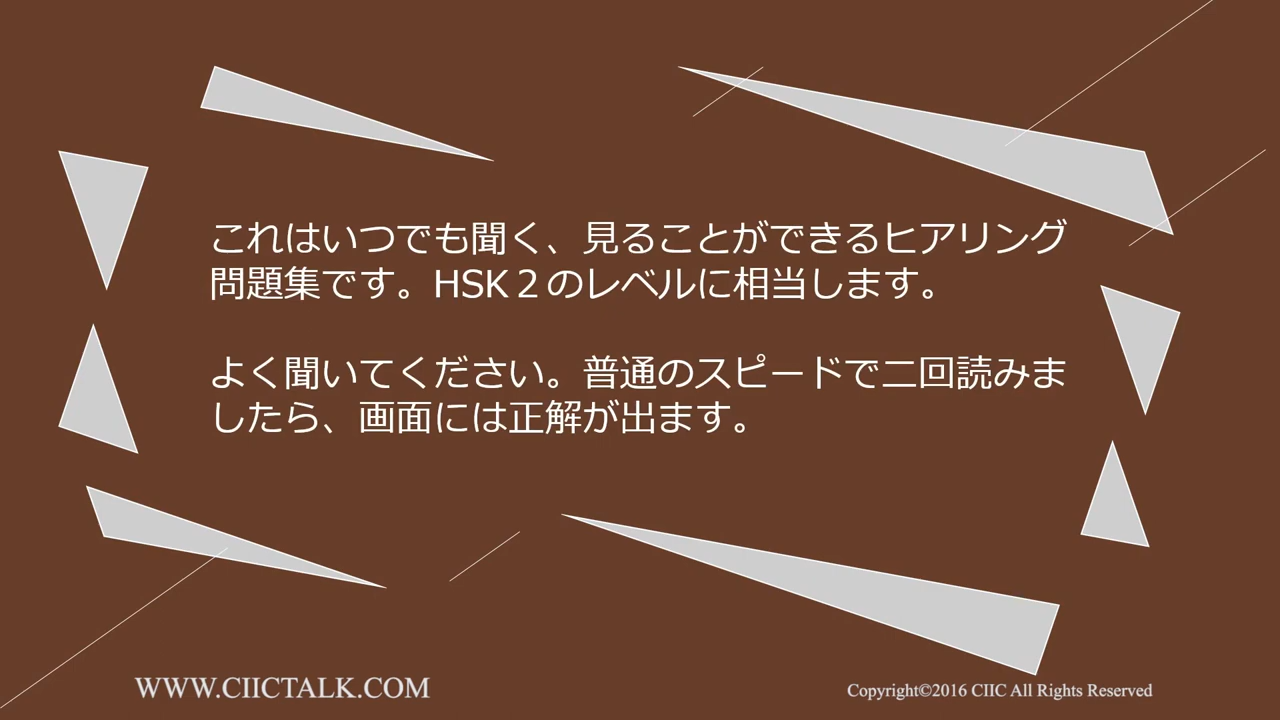 これはいつでも聞く、見ることができるヒアリング
問題集です。HSK２のレベルに相当します。
よく聞いてください。普通のスピードで二回読みま
したら、画面には正解が出ます。
WWW.CIICTALK.COM
Copyright©2016 CIIC All Rights Reserved